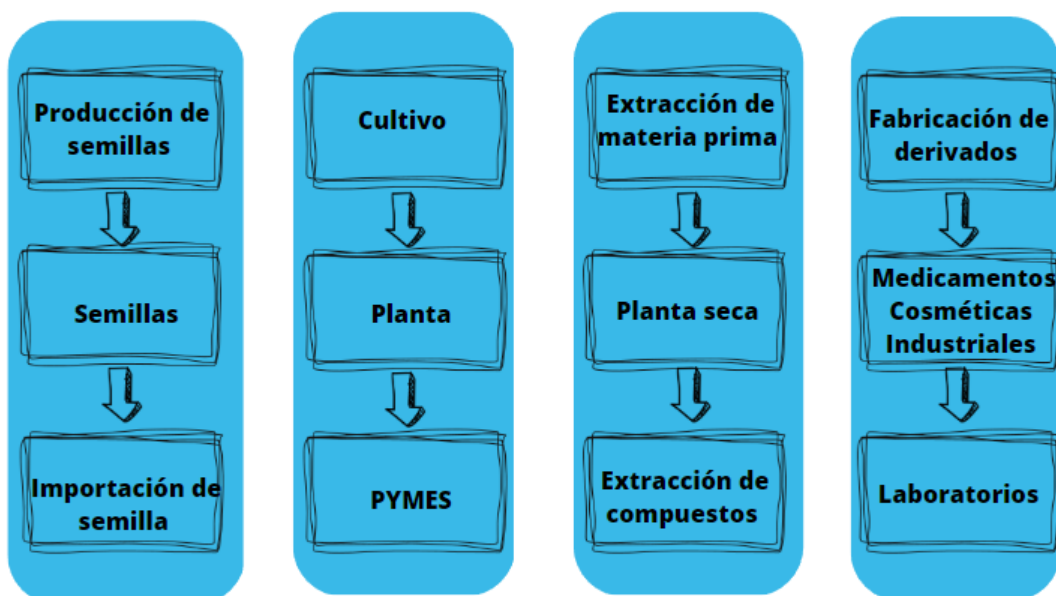 Producción de
semillas
Semillas
Importación de
semilla
Cultivo
Planta
PYMES
Extracción de
materia prima
Planta seca
Extracción de
compuestos
Fabricación de
derivados
Medicamentos
Cosméticas
Industriales
Laboratorios